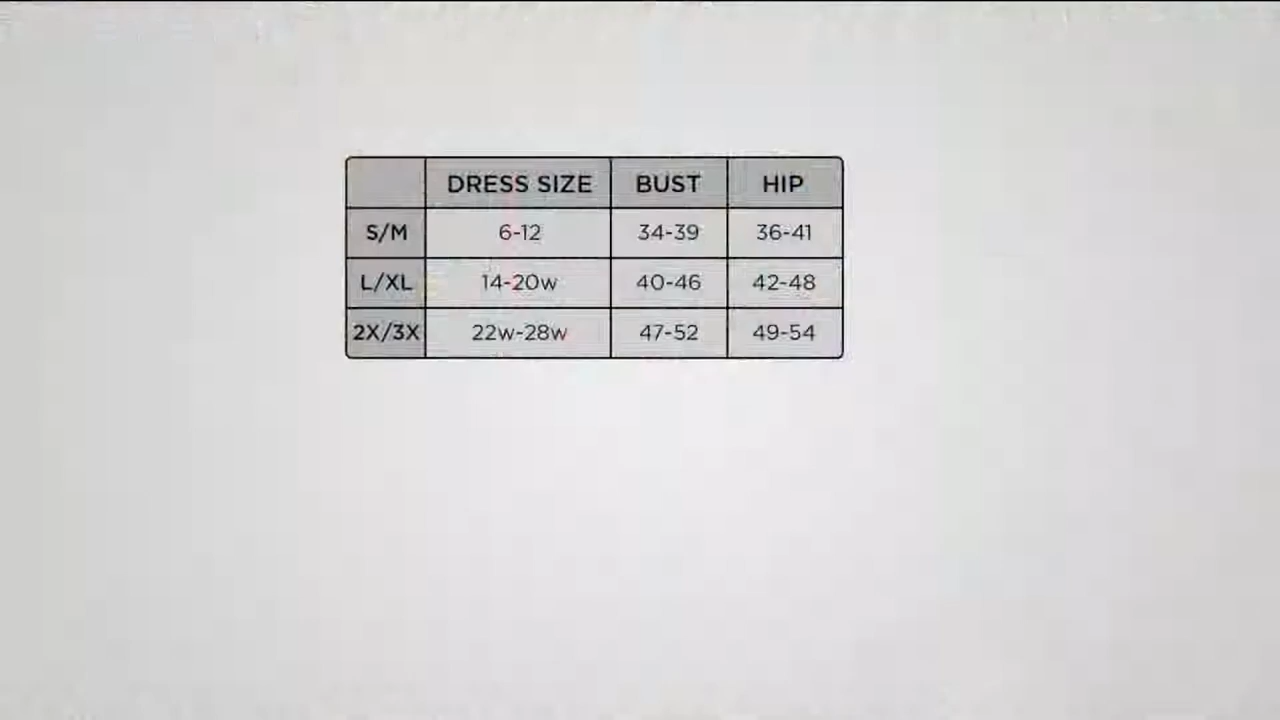 DRESS SIZE BUST HIP
S/M 6-12 34-39 36-41
L/XL 14-20w 40-46 42-48
2X/3X 22w-28w 47-52 49-54